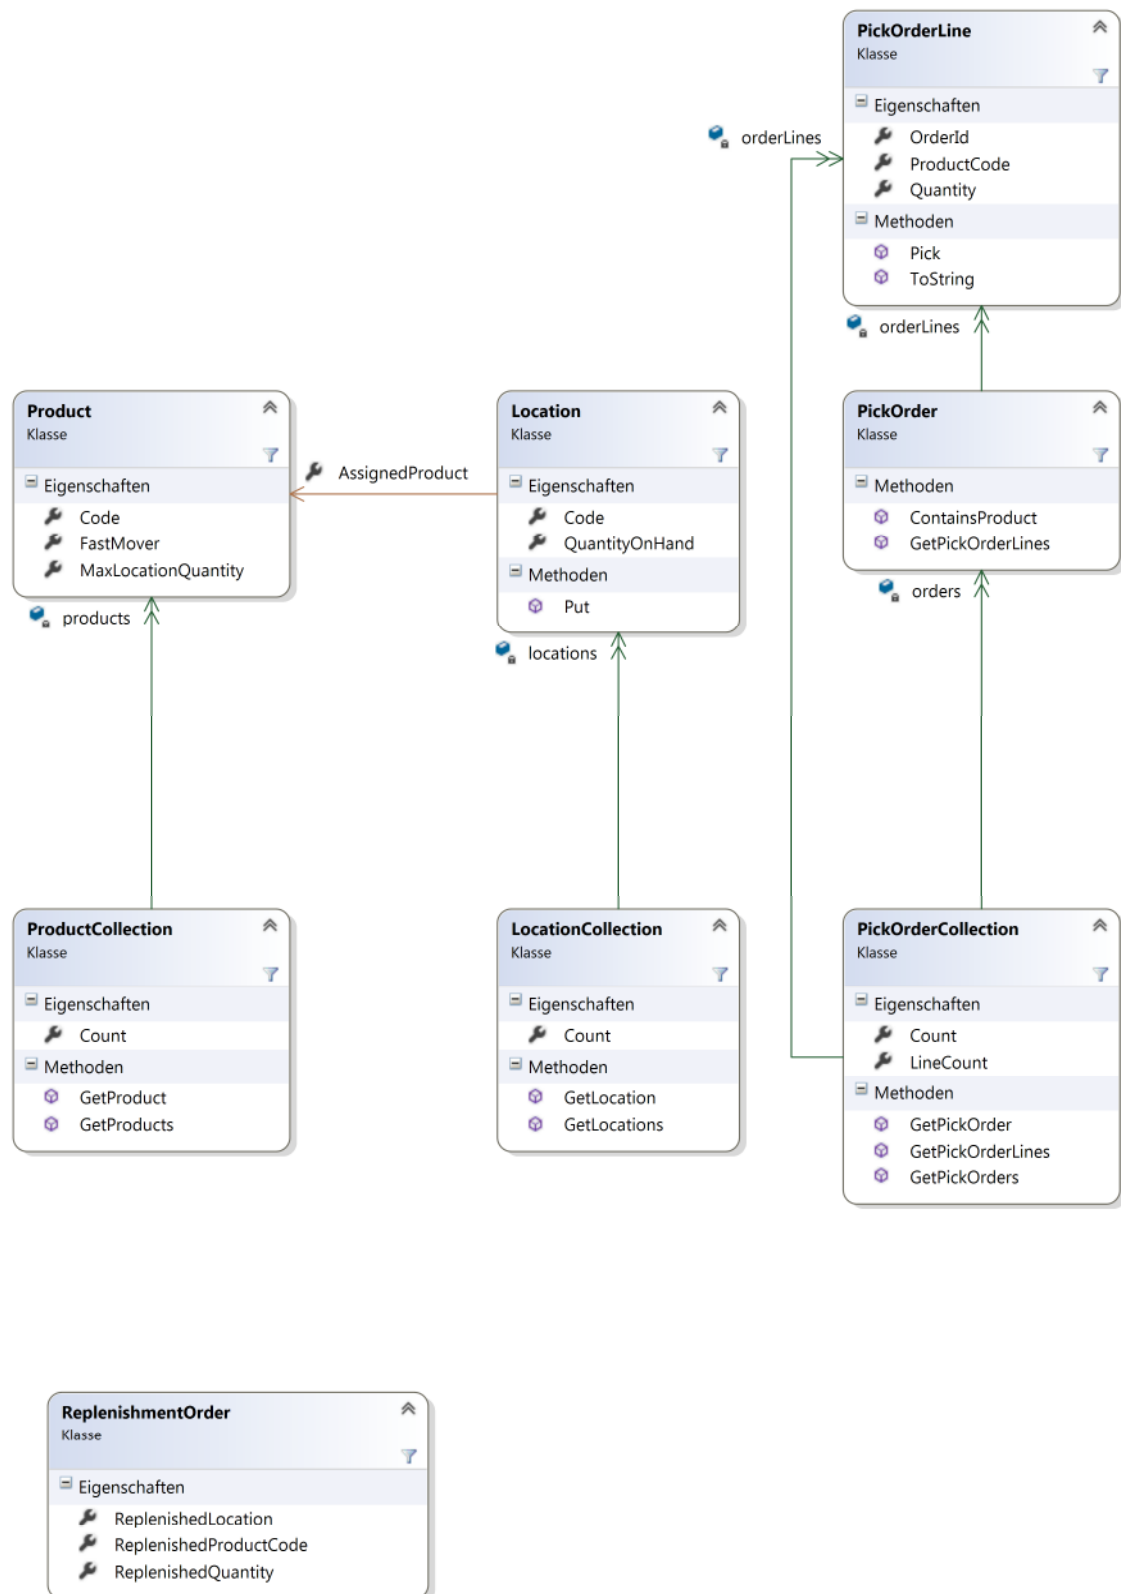 PickOrderLine
Klasse
Eigenschaften
OrderId
ProductCode
Quantity
Methoden
Pick
ToString
orderLines
orderLines
Product
Klasse
Eigenschaften
Code
FastMover
MaxLocationQuantity
AssignedProduct
Location
Klasse
Eigenschaften
Code
QuantityOnHand
Methoden
Put
PickOrder
Klasse
Methoden
ContainsProduct
GetPickOrderLines
products
locations
orders
ProductCollection
Klasse
Eigenschaften
Count
Methoden
GetProduct
GetProducts
LocationCollection
Klasse
Eigenschaften
Count
Methoden
GetLocation
GetLocations
PickOrderCollection
Klasse
Eigenschaften
Count
LineCount
Methoden
GetPickOrder
GetPickOrderLines
GetPickOrders
ReplenishmentOrder
Klasse
Eigenschaften
ReplenishedLocation
ReplenishedProductCode
ReplenishedQuantity